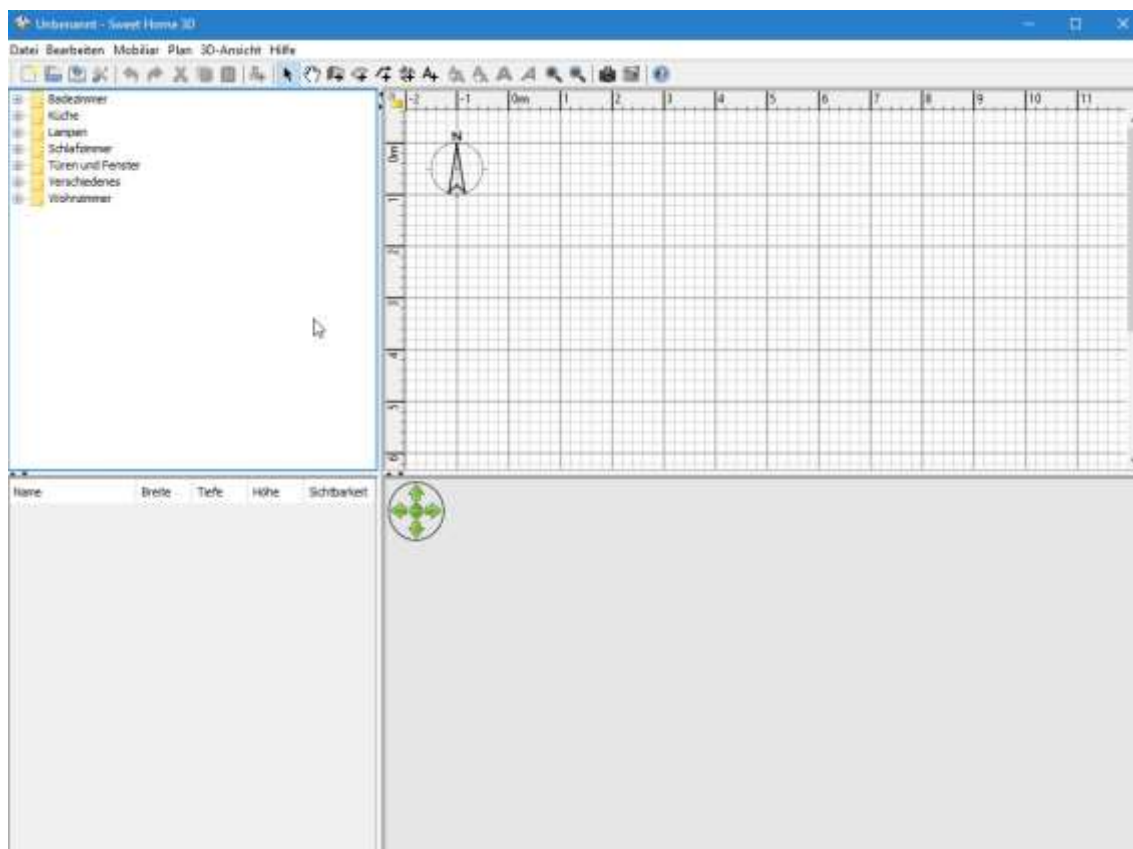 Unbenannt - Sweet Home 3D
Datei Bearbeiten Mobiliar Plan 3D-Ansicht Hilfe
Badezimmer
Küche
Lampen
Schlafzimmer
Türen und Fenster
Verschiedenes
Wohnzimmer
-2 -1 0m 1 2 3 4 5 6 7 8 9 10 11
0m
1
2
3
4
5
6
N
Name Breite Tiefe Höhe Sichtbarkeit